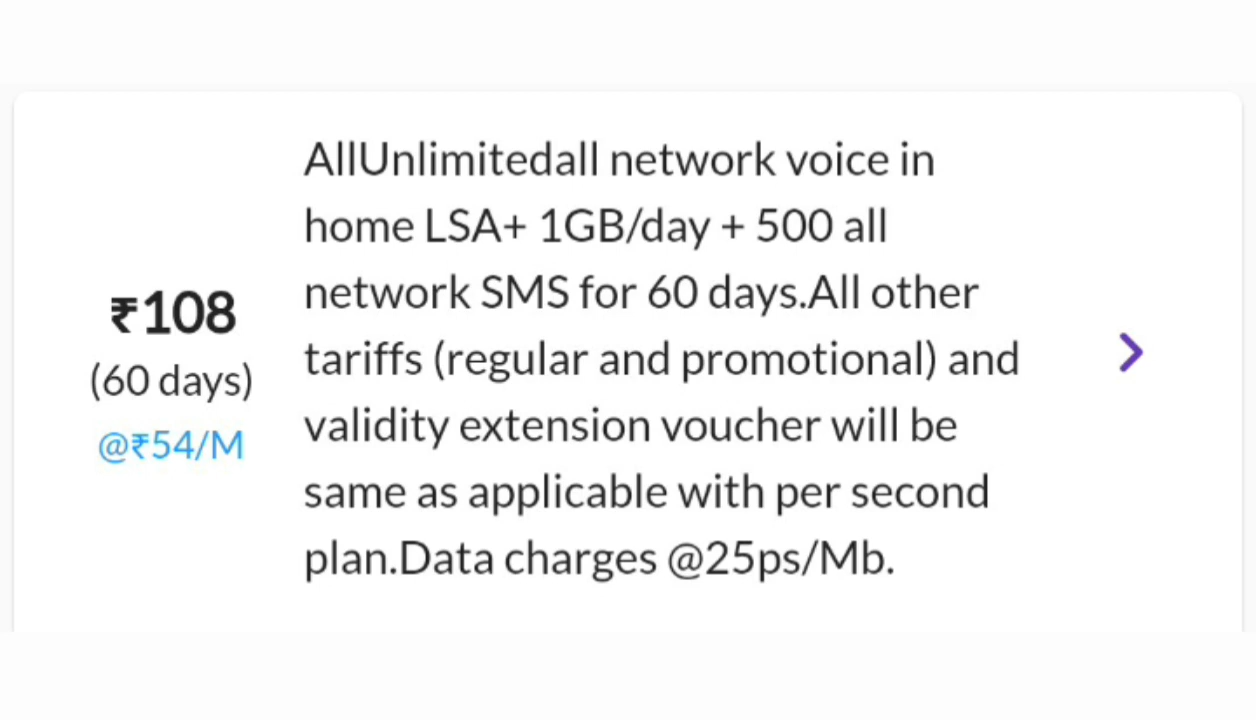 ₹108
(60 days)
@₹54/M
AllUnlimitedall network voice in
home LSA+ 1GB/day + 500 all
network SMS for 60 days.All other
tariffs (regular and promotional) and
validity extension voucher will be
same as applicable with per second
plan.Data charges @25ps/Mb.